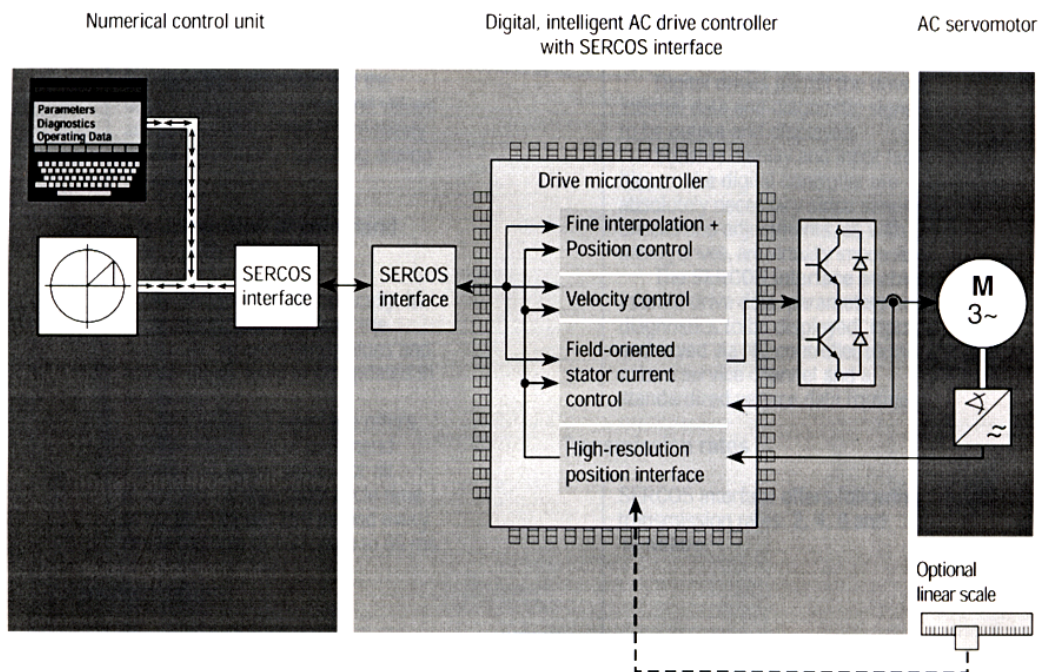 Numerical control unit
Digital, intelligent AC drive controller
with SERCOS interface
AC servomotor
Parameters
Diagnostics
Operating Data
SERCOS
interface
SERCOS
interface
Drive microcontroller
Fine interpolation +
Position control
Velocity control
Field-oriented
stator current
control
High-resolution
position interface
M
3~
Optional
linear scale